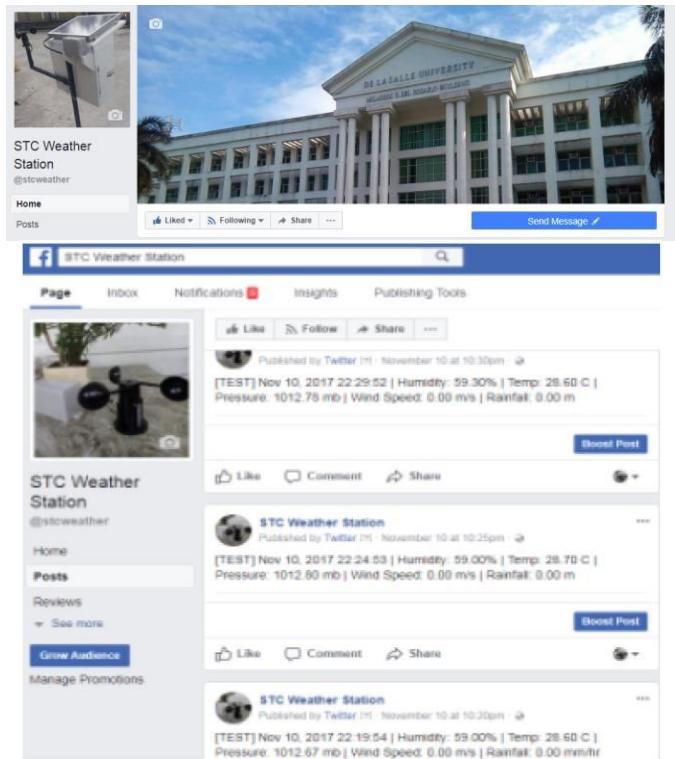 DE LA SALLE UNIVERSITY
STC Weather
Station
@stcweather
Home
Posts
Liked
Following
Share
Send Message
STC Weather Station
Page Inbox Notifications Insights Publishing Tools
Like Follow Share
Published by Twitter [?] · November 10 at 10:30pm ·
[TEST] Nov 10, 2017 22:29:52 | Humidity: 59.30% | Temp: 28.60 C |
Pressure: 1012.78 mb | Wind Speed: 0.00 m/s | Rainfall: 0.00 m
Boost Post
Like Comment Share
STC Weather
Station
@stcweather
Home
Posts
Reviews
See more
Grow Audience
Manage Promotions
STC Weather Station
Published by Twitter [?] · November 10 at 10:25pm ·
[TEST] Nov 10, 2017 22:24:53 | Humidity: 59.00% | Temp: 28.70 C |
Pressure: 1012.80 mb | Wind Speed: 0.00 m/s | Rainfall: 0.00 m
Boost Post
Like Comment Share
STC Weather Station
Published by Twitter [?] · November 10 at 10:20pm ·
[TEST] Nov 10, 2017 22:19:54 | Humidity: 59.00% | Temp: 28.60 C |
Pressure: 1012.67 mb | Wind Speed: 0.00 m/s | Rainfall: 0.00 mm/hr